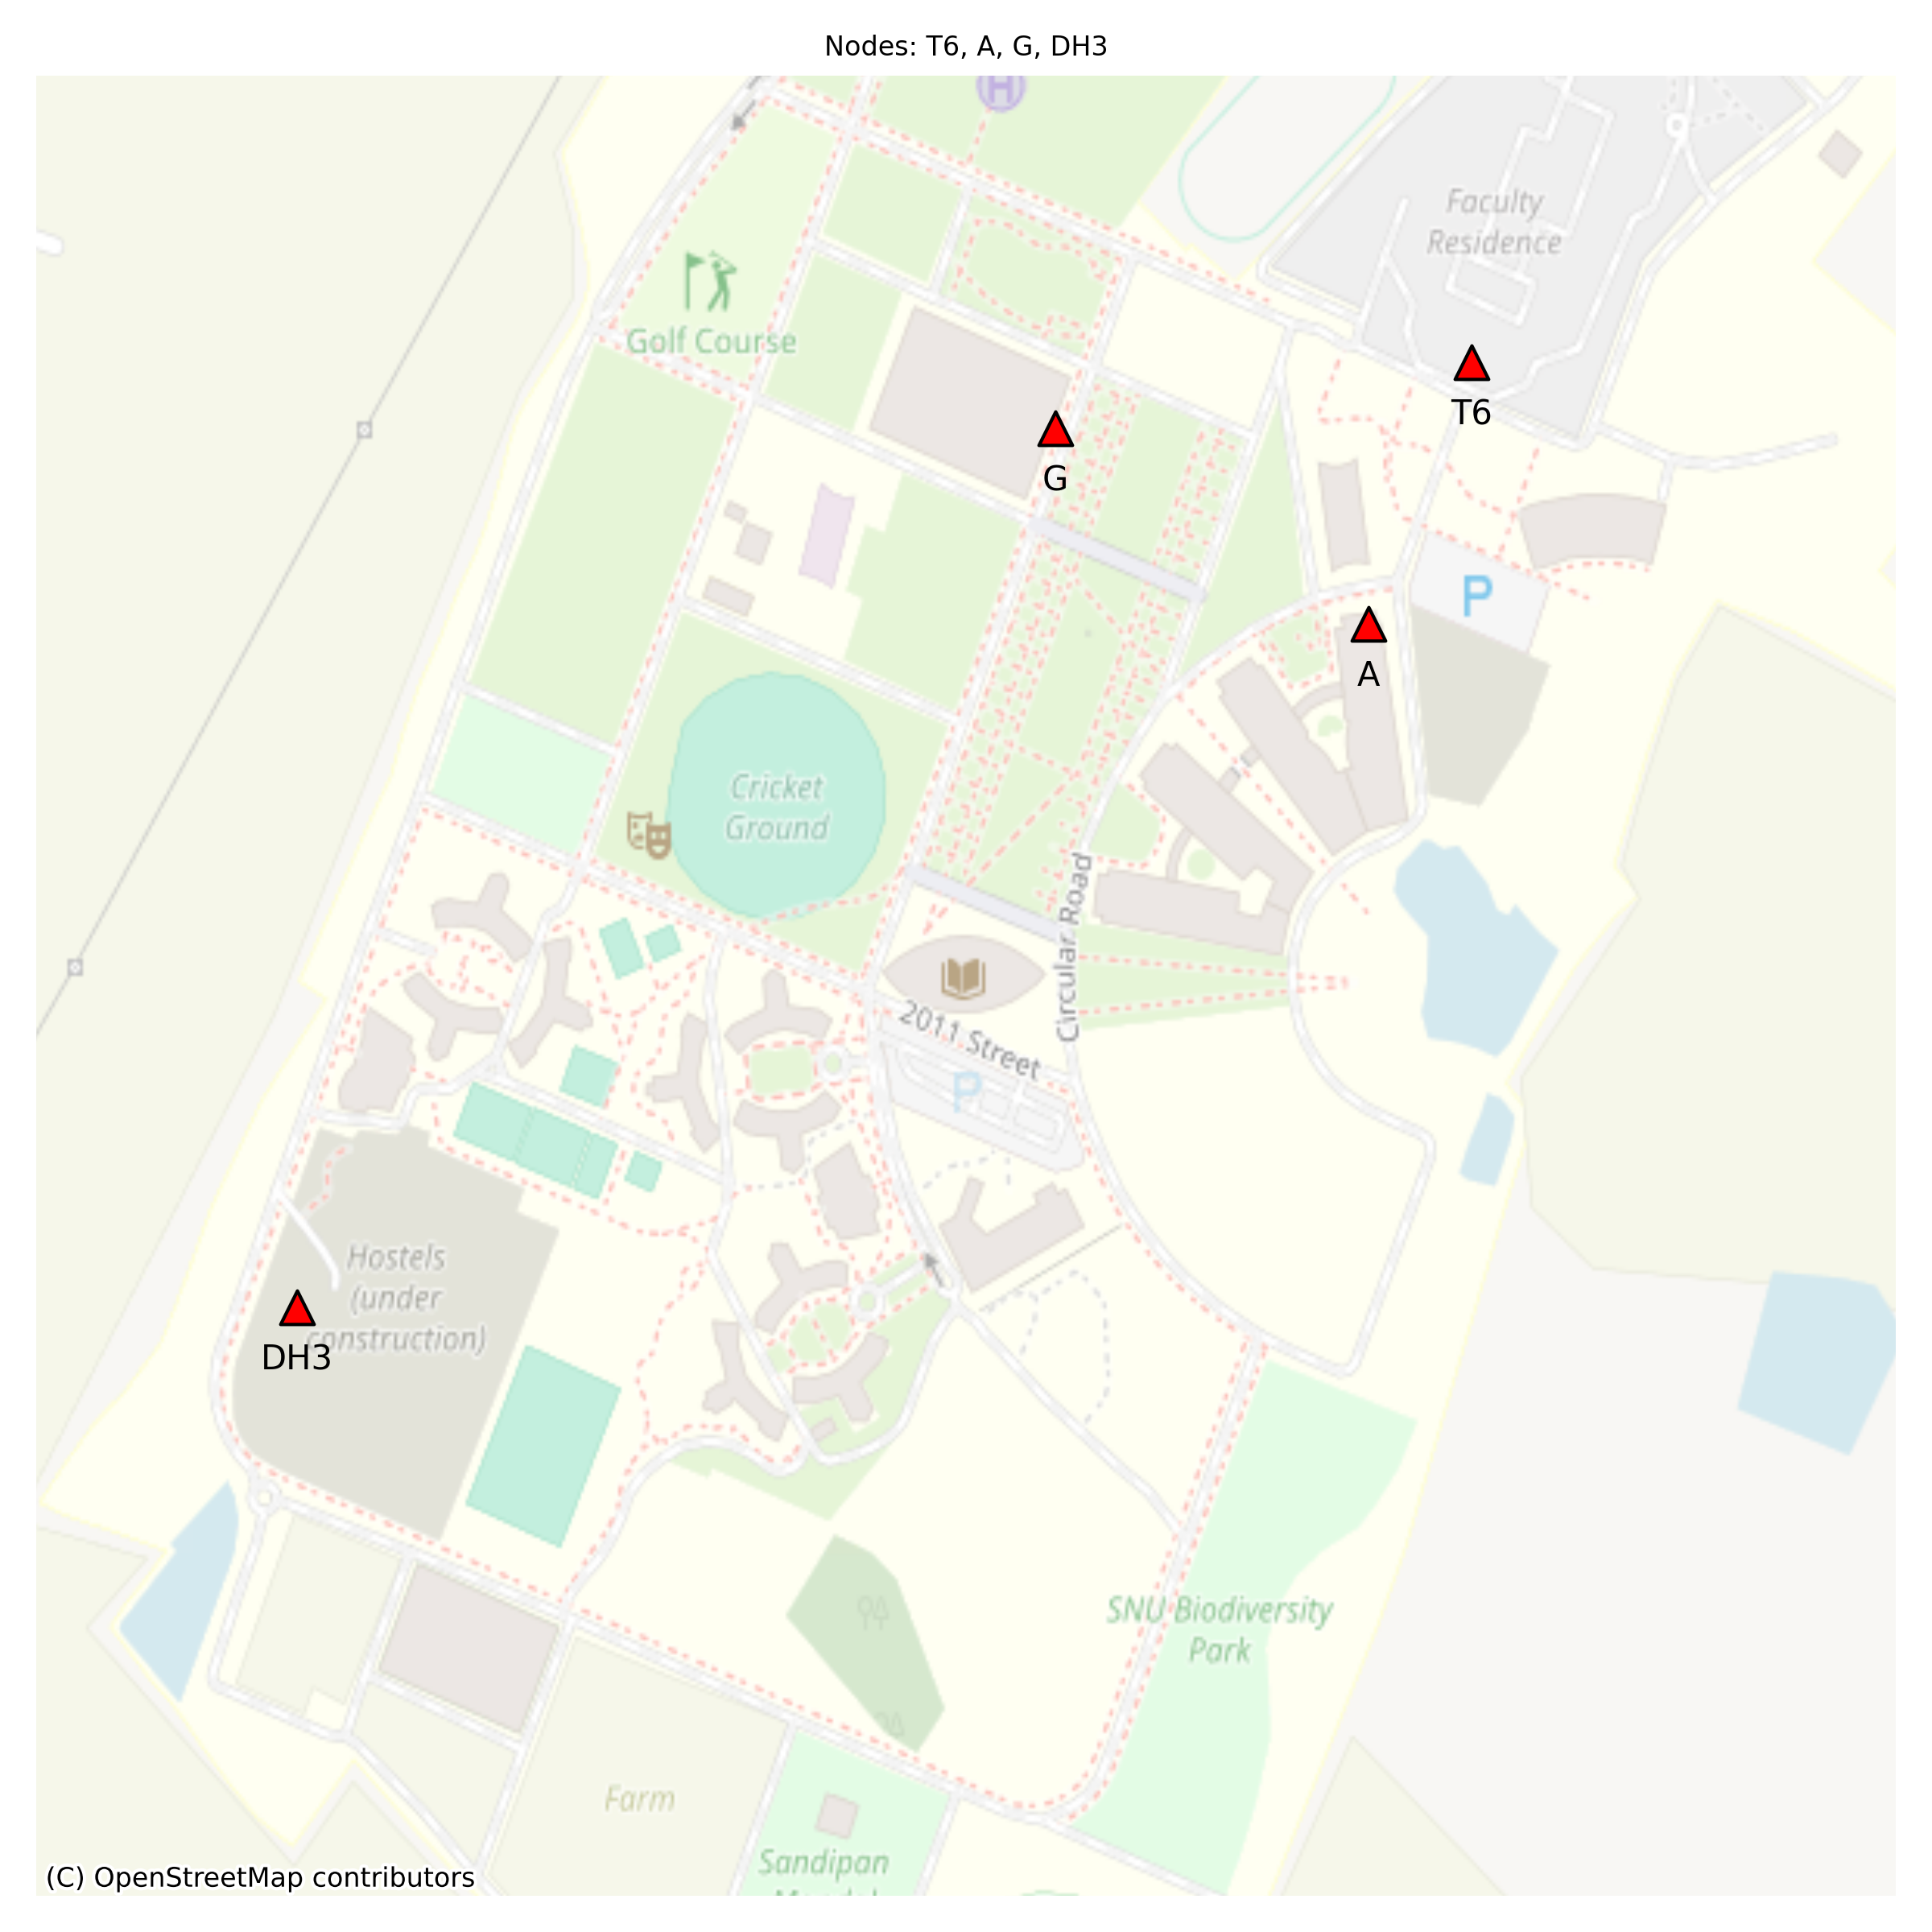 Nodes: T6, A, G, DH3
H
Faculty
Residence
Golf Course
T6
G
P
A
Cricket
Ground
Circular Road
2011 Street
P
Hostels
(under
construction)
DH3
SNU Biodiversity
Park
Farm
Sandipan
(C) OpenStreetMap contributors